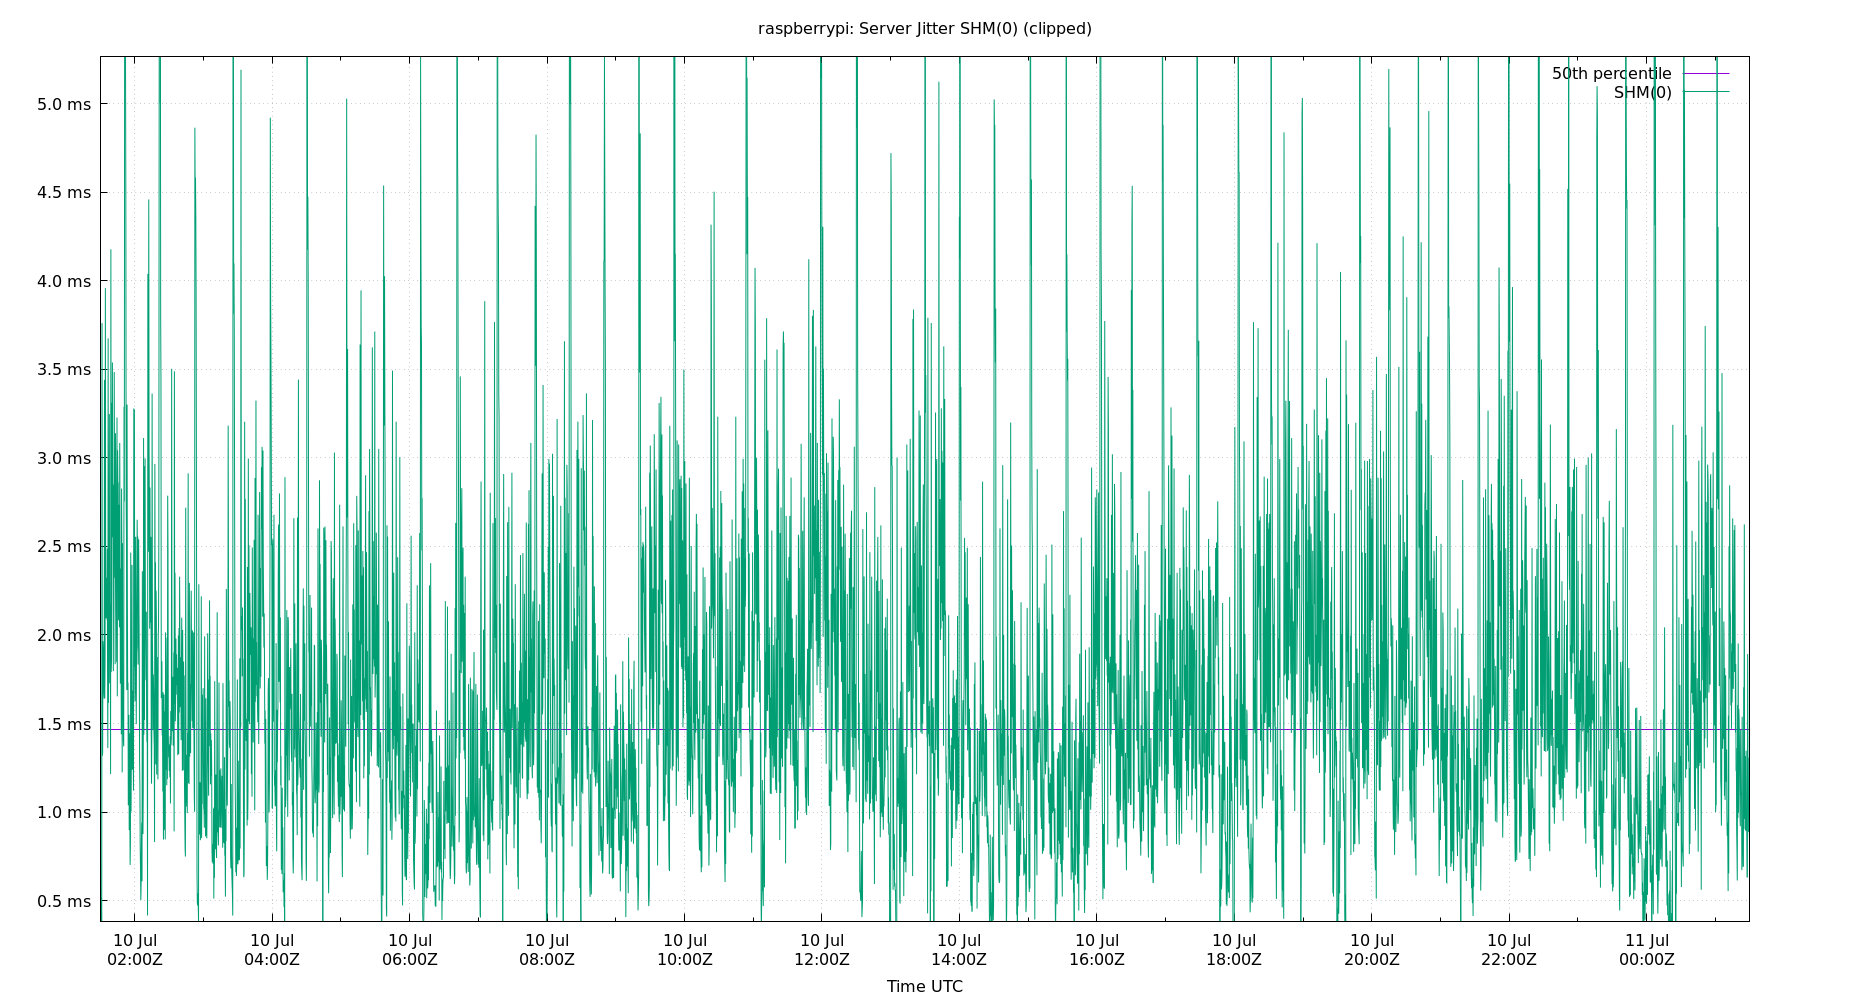 raspberrypi: Server Jitter SHM(0) (clipped)
50th percentile
SHM(0)
5.0 ms
4.5 ms
4.0 ms
3.5 ms
3.0 ms
2.5 ms
2.0 ms
1.5 ms
1.0 ms
0.5 ms
10 Jul 10 Jul 10 Jul 10 Jul 10 Jul 10 Jul 10 Jul 10 Jul 10 Jul 10 Jul 10 Jul 11 Jul
02:00Z 04:00Z 06:00Z 08:00Z 10:00Z 12:00Z 14:00Z 16:00Z 18:00Z 20:00Z 22:00Z 00:00Z
Time UTC